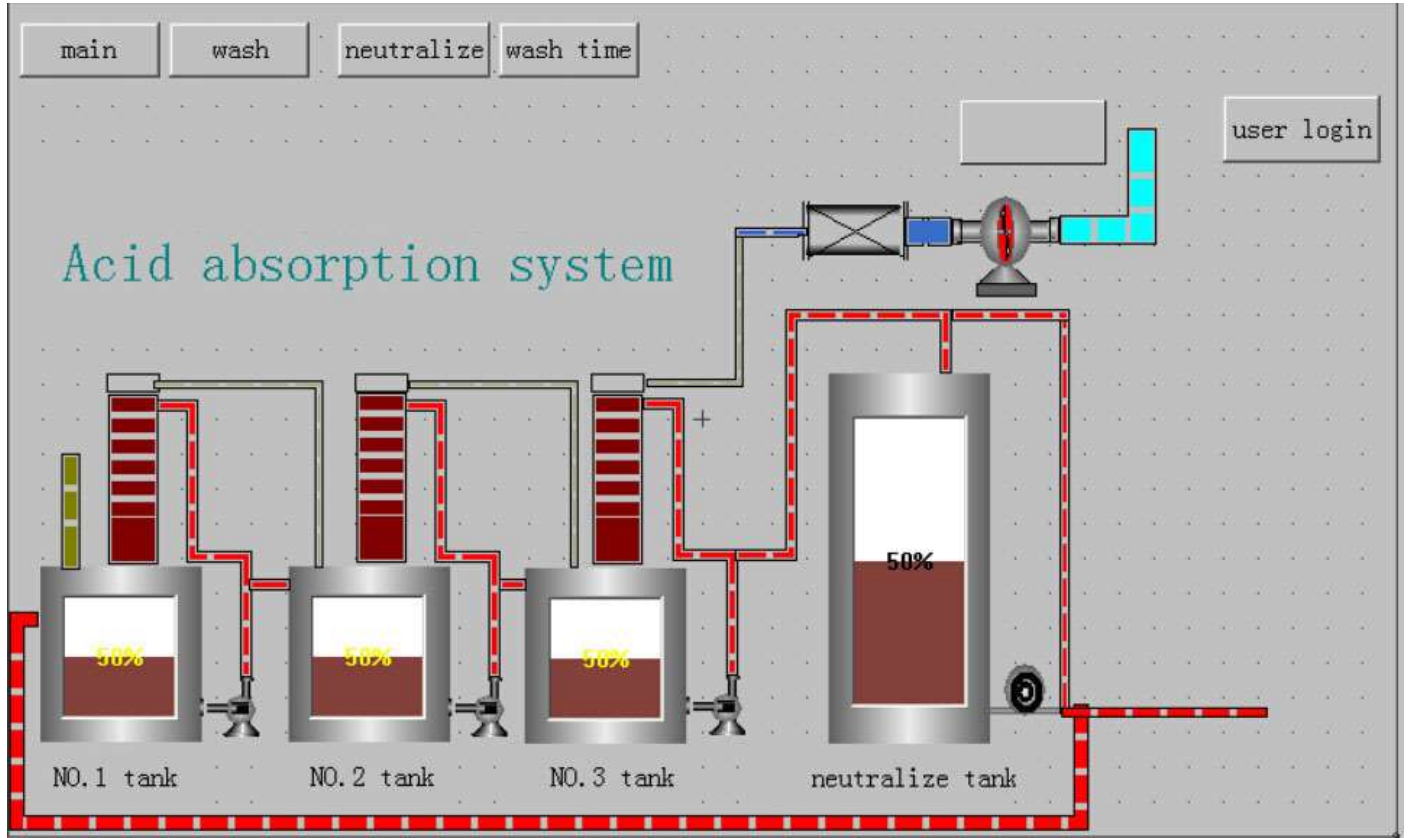 main
wash
neutralize
wash time
user login
Acid absorption system
50%
50%
50%
50%
NO.1 tank
NO.2 tank
NO.3 tank
neutralize tank